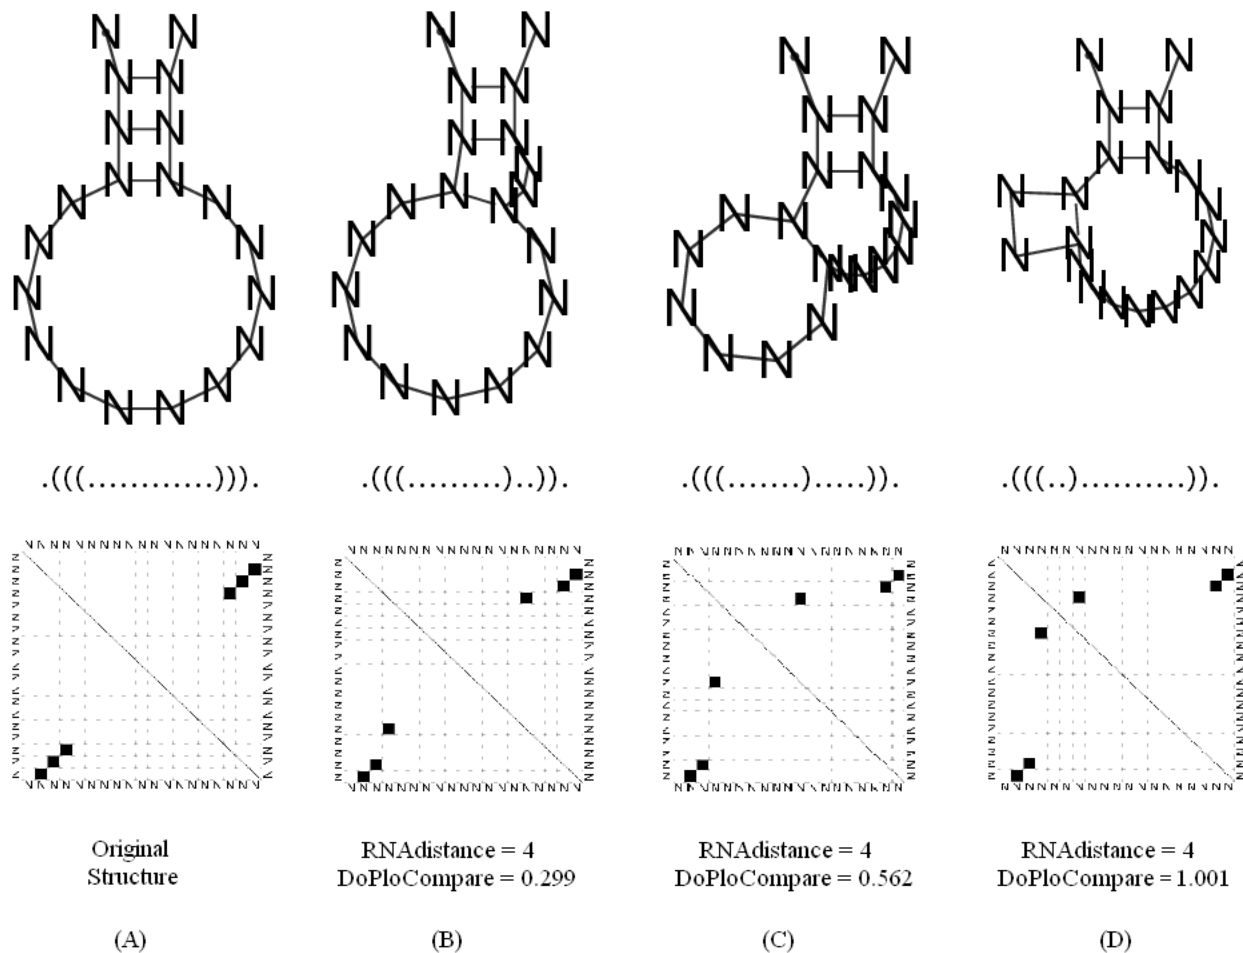 .(((............))).
.(((.........)..)).
.(((.......).....)).
.(((..)..........)).
Original
Structure
RNAdistance = 4
DoPloCompare = 0.299
RNAdistance = 4
DoPloCompare = 0.562
RNAdistance = 4
DoPloCompare = 1.001
(A)
(B)
(C)
(D)